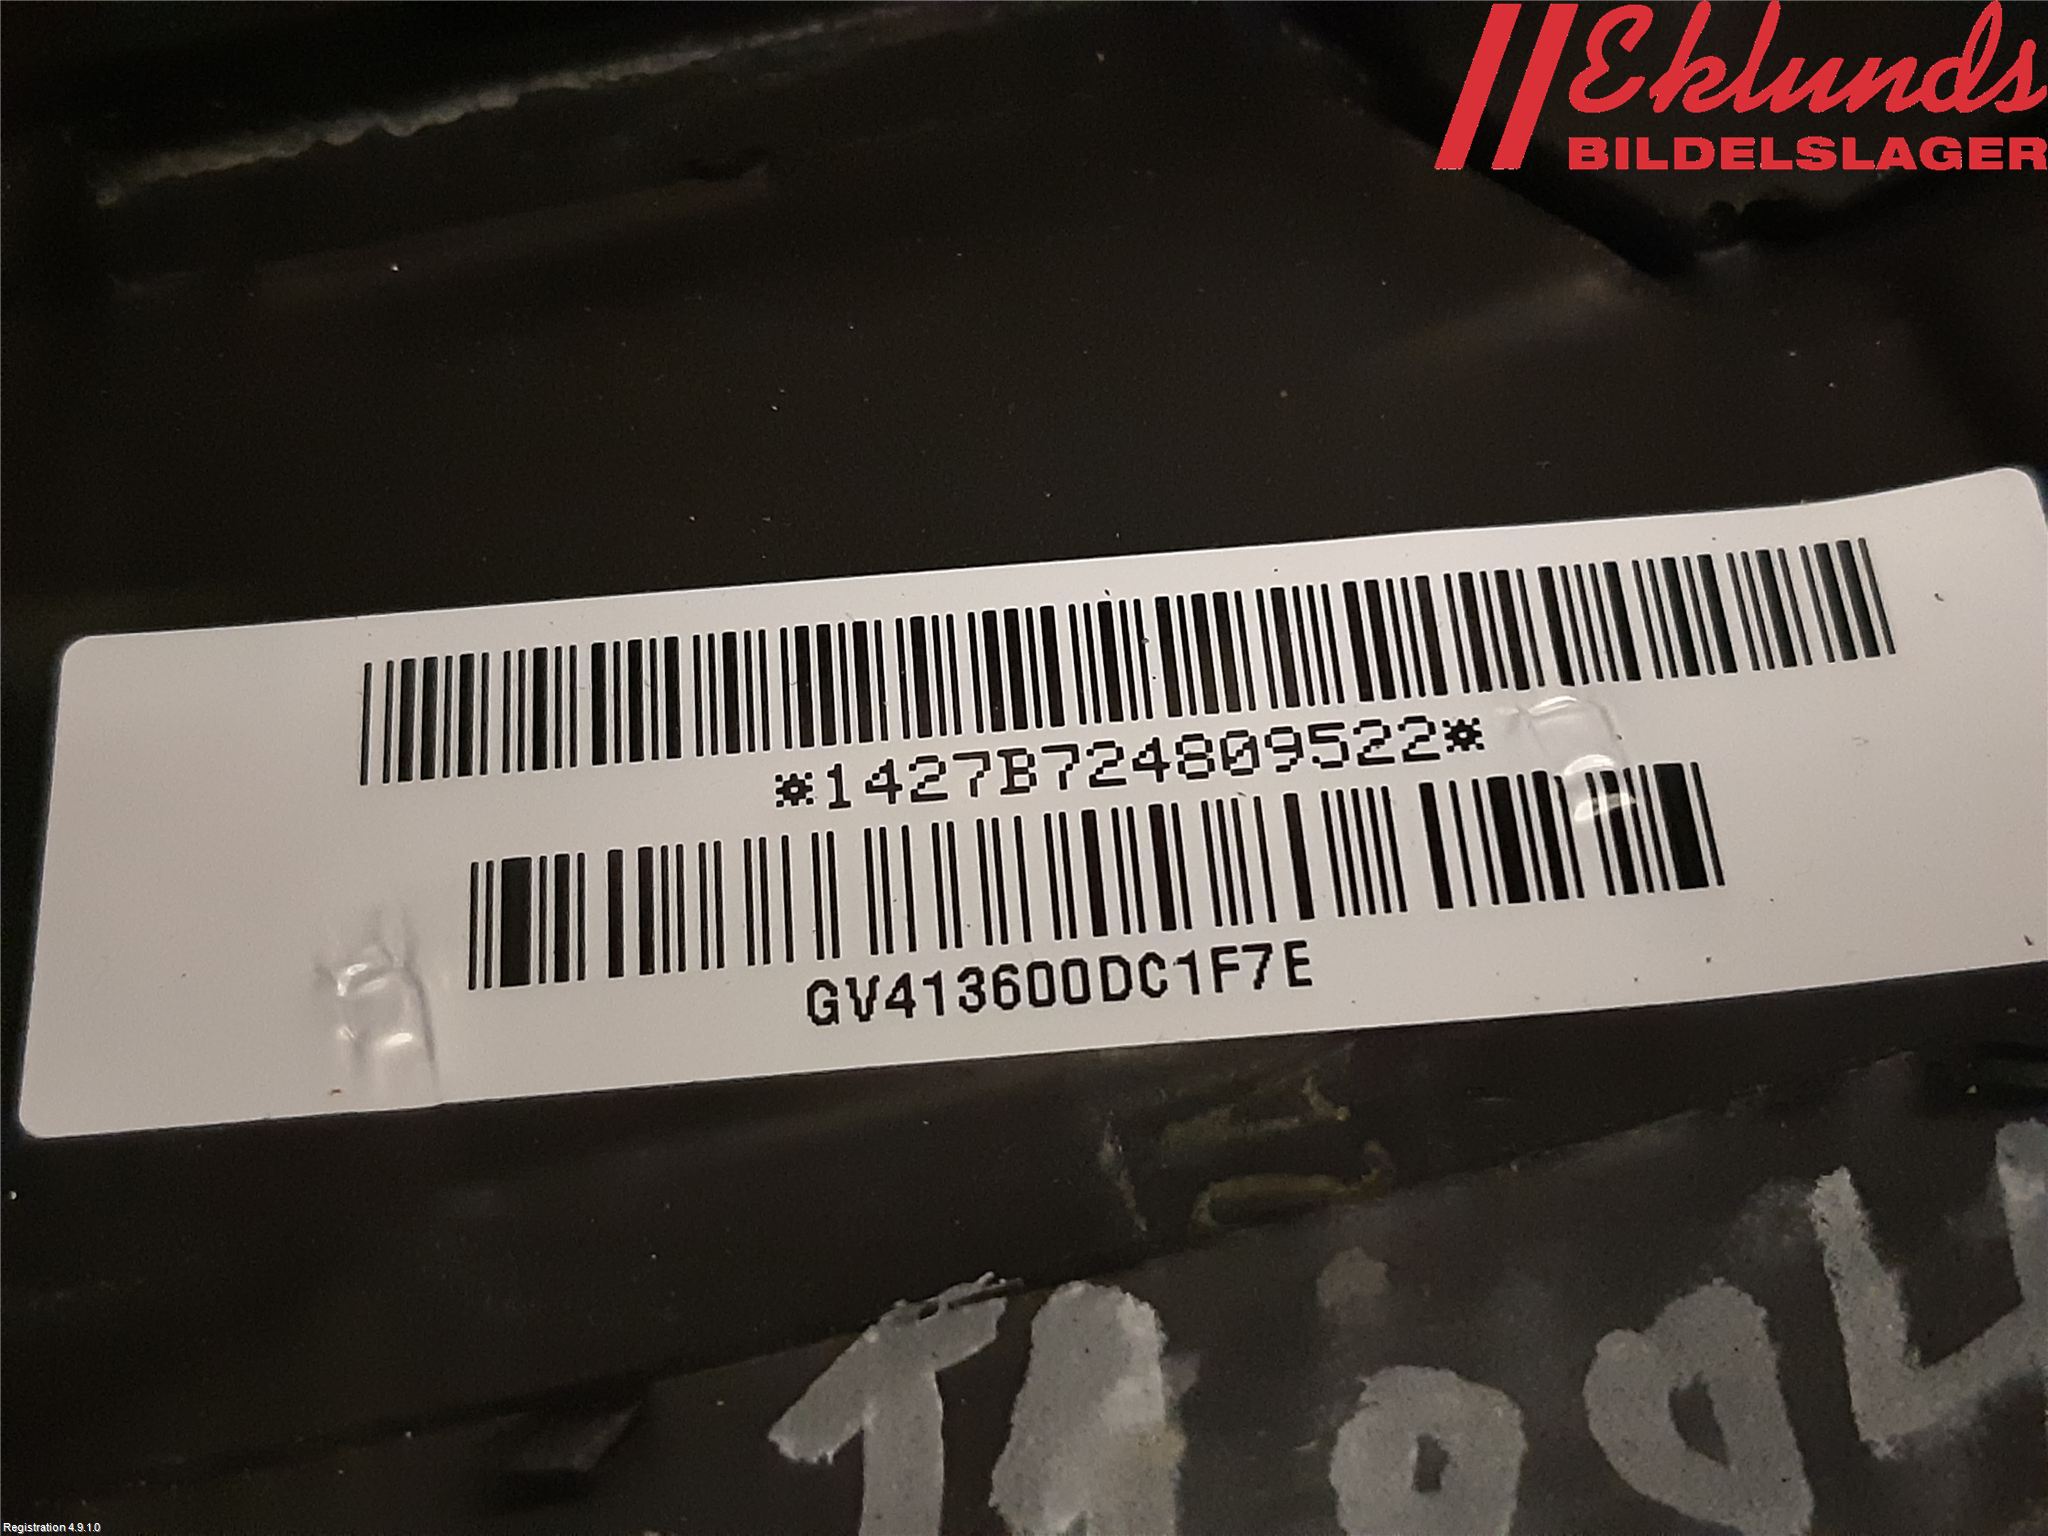 Eklunds
BILDELSLAGER
*1427B724809522*
GV413600DC1F7E
Registration 4.9.1.0